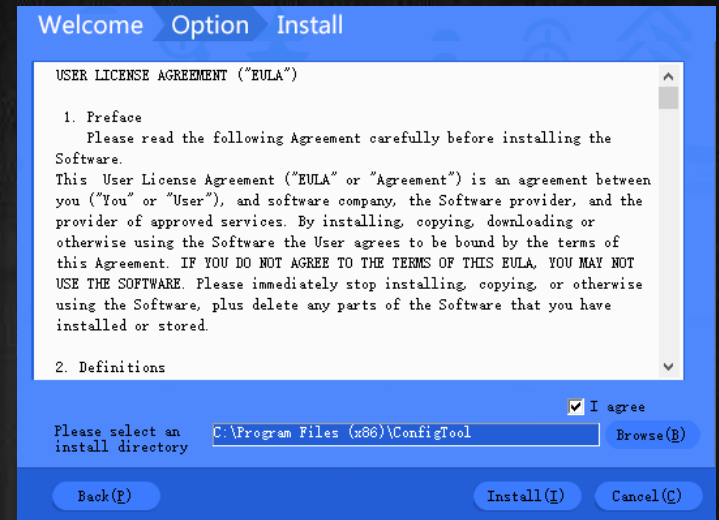 Welcome Option Install
USER LICENSE AGREEMENT ("EULA")
1. Preface
Please read the following Agreement carefully before installing the
Software.
This User License Agreement ("EULA" or "Agreement") is an agreement between
you ("You" or "User"), and software company, the Software provider, and the
provider of approved services. By installing, copying, downloading or
otherwise using the Software the User agrees to be bound by the terms of
this Agreement. IF YOU DO NOT AGREE TO THE TERMS OF THIS EULA, YOU MAY NOT
USE THE SOFTWARE. Please immediately stop installing, copying, or otherwise
using the Software, plus delete any parts of the Software that you have
installed or stored.
2. Definitions
I agree
Please select an
install directory
C:\Program Files (x86)\ConfigTool
Browse(B)
Back(P)
Install(I)
Cancel(C)